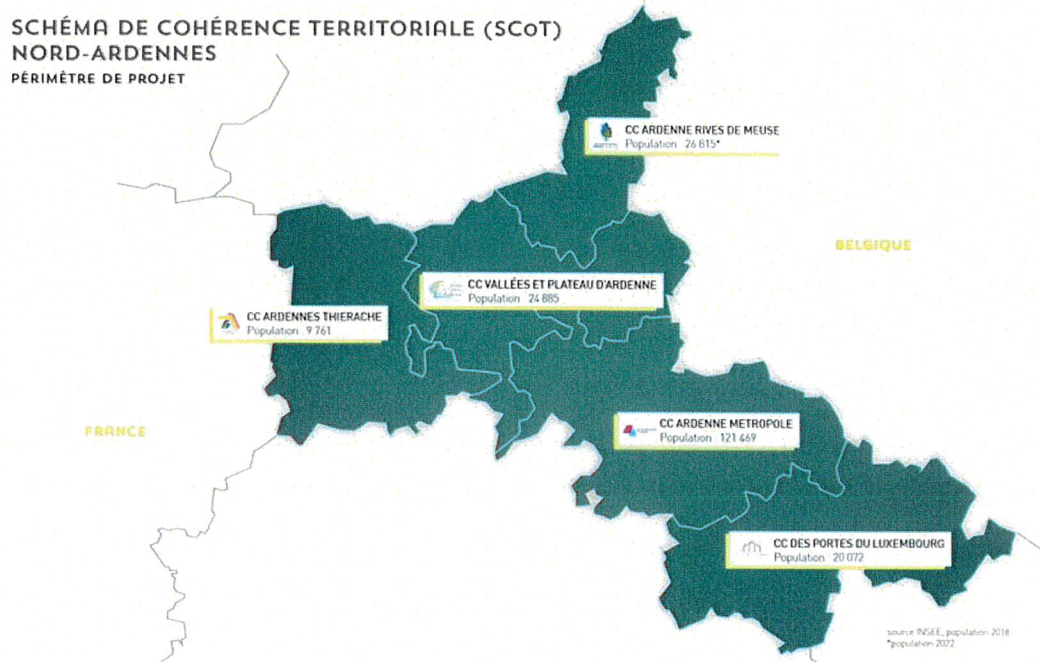 SCHÉMA DE COHÉRENCE TERRITORIALE (SCoT)
NORD-ARDENNES
PÉRIMÈTRE DE PROJET
CC ARDENNE RIVES DE MEUSE
Population 26 815*
BELGIQUE
CC VALLÉES ET PLATEAU D'ARDENNE
Population 24 885
CC ARDENNES THIERACHE
Population 9 761
FRANCE
CC ARDENNE METROPOLE
Population 121 469
CC DES PORTES DU LUXEMBOURG
Population 20 072
source INSEE, population 2018
*population 2022